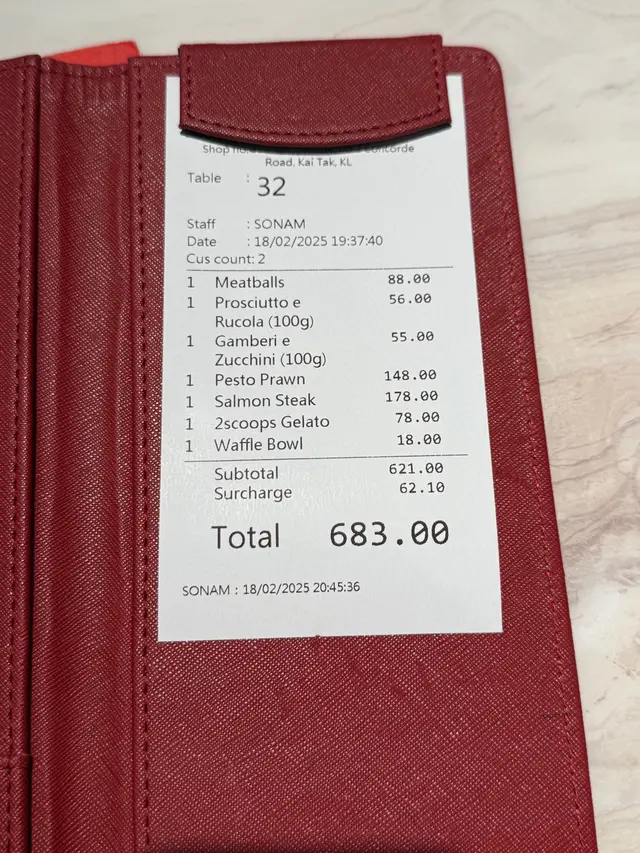 Shop no.
Concorde
Road, Kai Tak, KL
Table : 32
Staff : SONAM
Date : 18/02/2025 19:37:40
Cus count: 2
1 Meatballs 88.00
1 Prosciutto e 56.00
Rucola (100g)
1 Gamberi e 55.00
Zucchini (100g)
1 Pesto Prawn 148.00
1 Salmon Steak 178.00
1 2scoops Gelato 78.00
1 Waffle Bowl 18.00
Subtotal 621.00
Surcharge 62.10
Total 683.00
SONAM : 18/02/2025 20:45:36